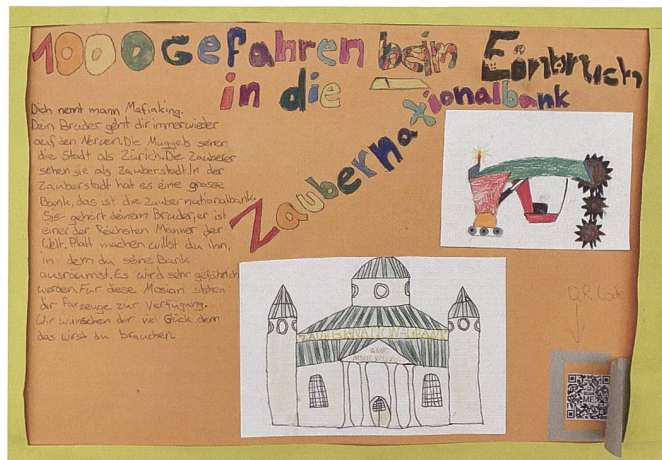 1000 Gefahren beim Einbruch
in die
Zaubernationalbank
Dich nennt mann Mafiaking.
Dein Bruder geht dir immer wieder
auf den Nerven. Die Muggels sehen
die Stadt als Zürich. Die Zauberer
sehen sie als Zauberstadt. In der
Zauberstadt hat es eine grosse
Bank, das ist die Zaubernationalbank.
Sie gehört deinem Bruder, er ist
einer der Reichsten Männer der
Welt. Platt machen willst du ihn,
in dem du seine Bank
ausräumst. Es wird sehr gefährlich
werden. Für diese Mission stehen
dir farzeuge zur Verfügung.
Wir wünschen dir viel Glück denn
das wirst du brauchen.
ZAUBERNATIONALBANK
QR Code